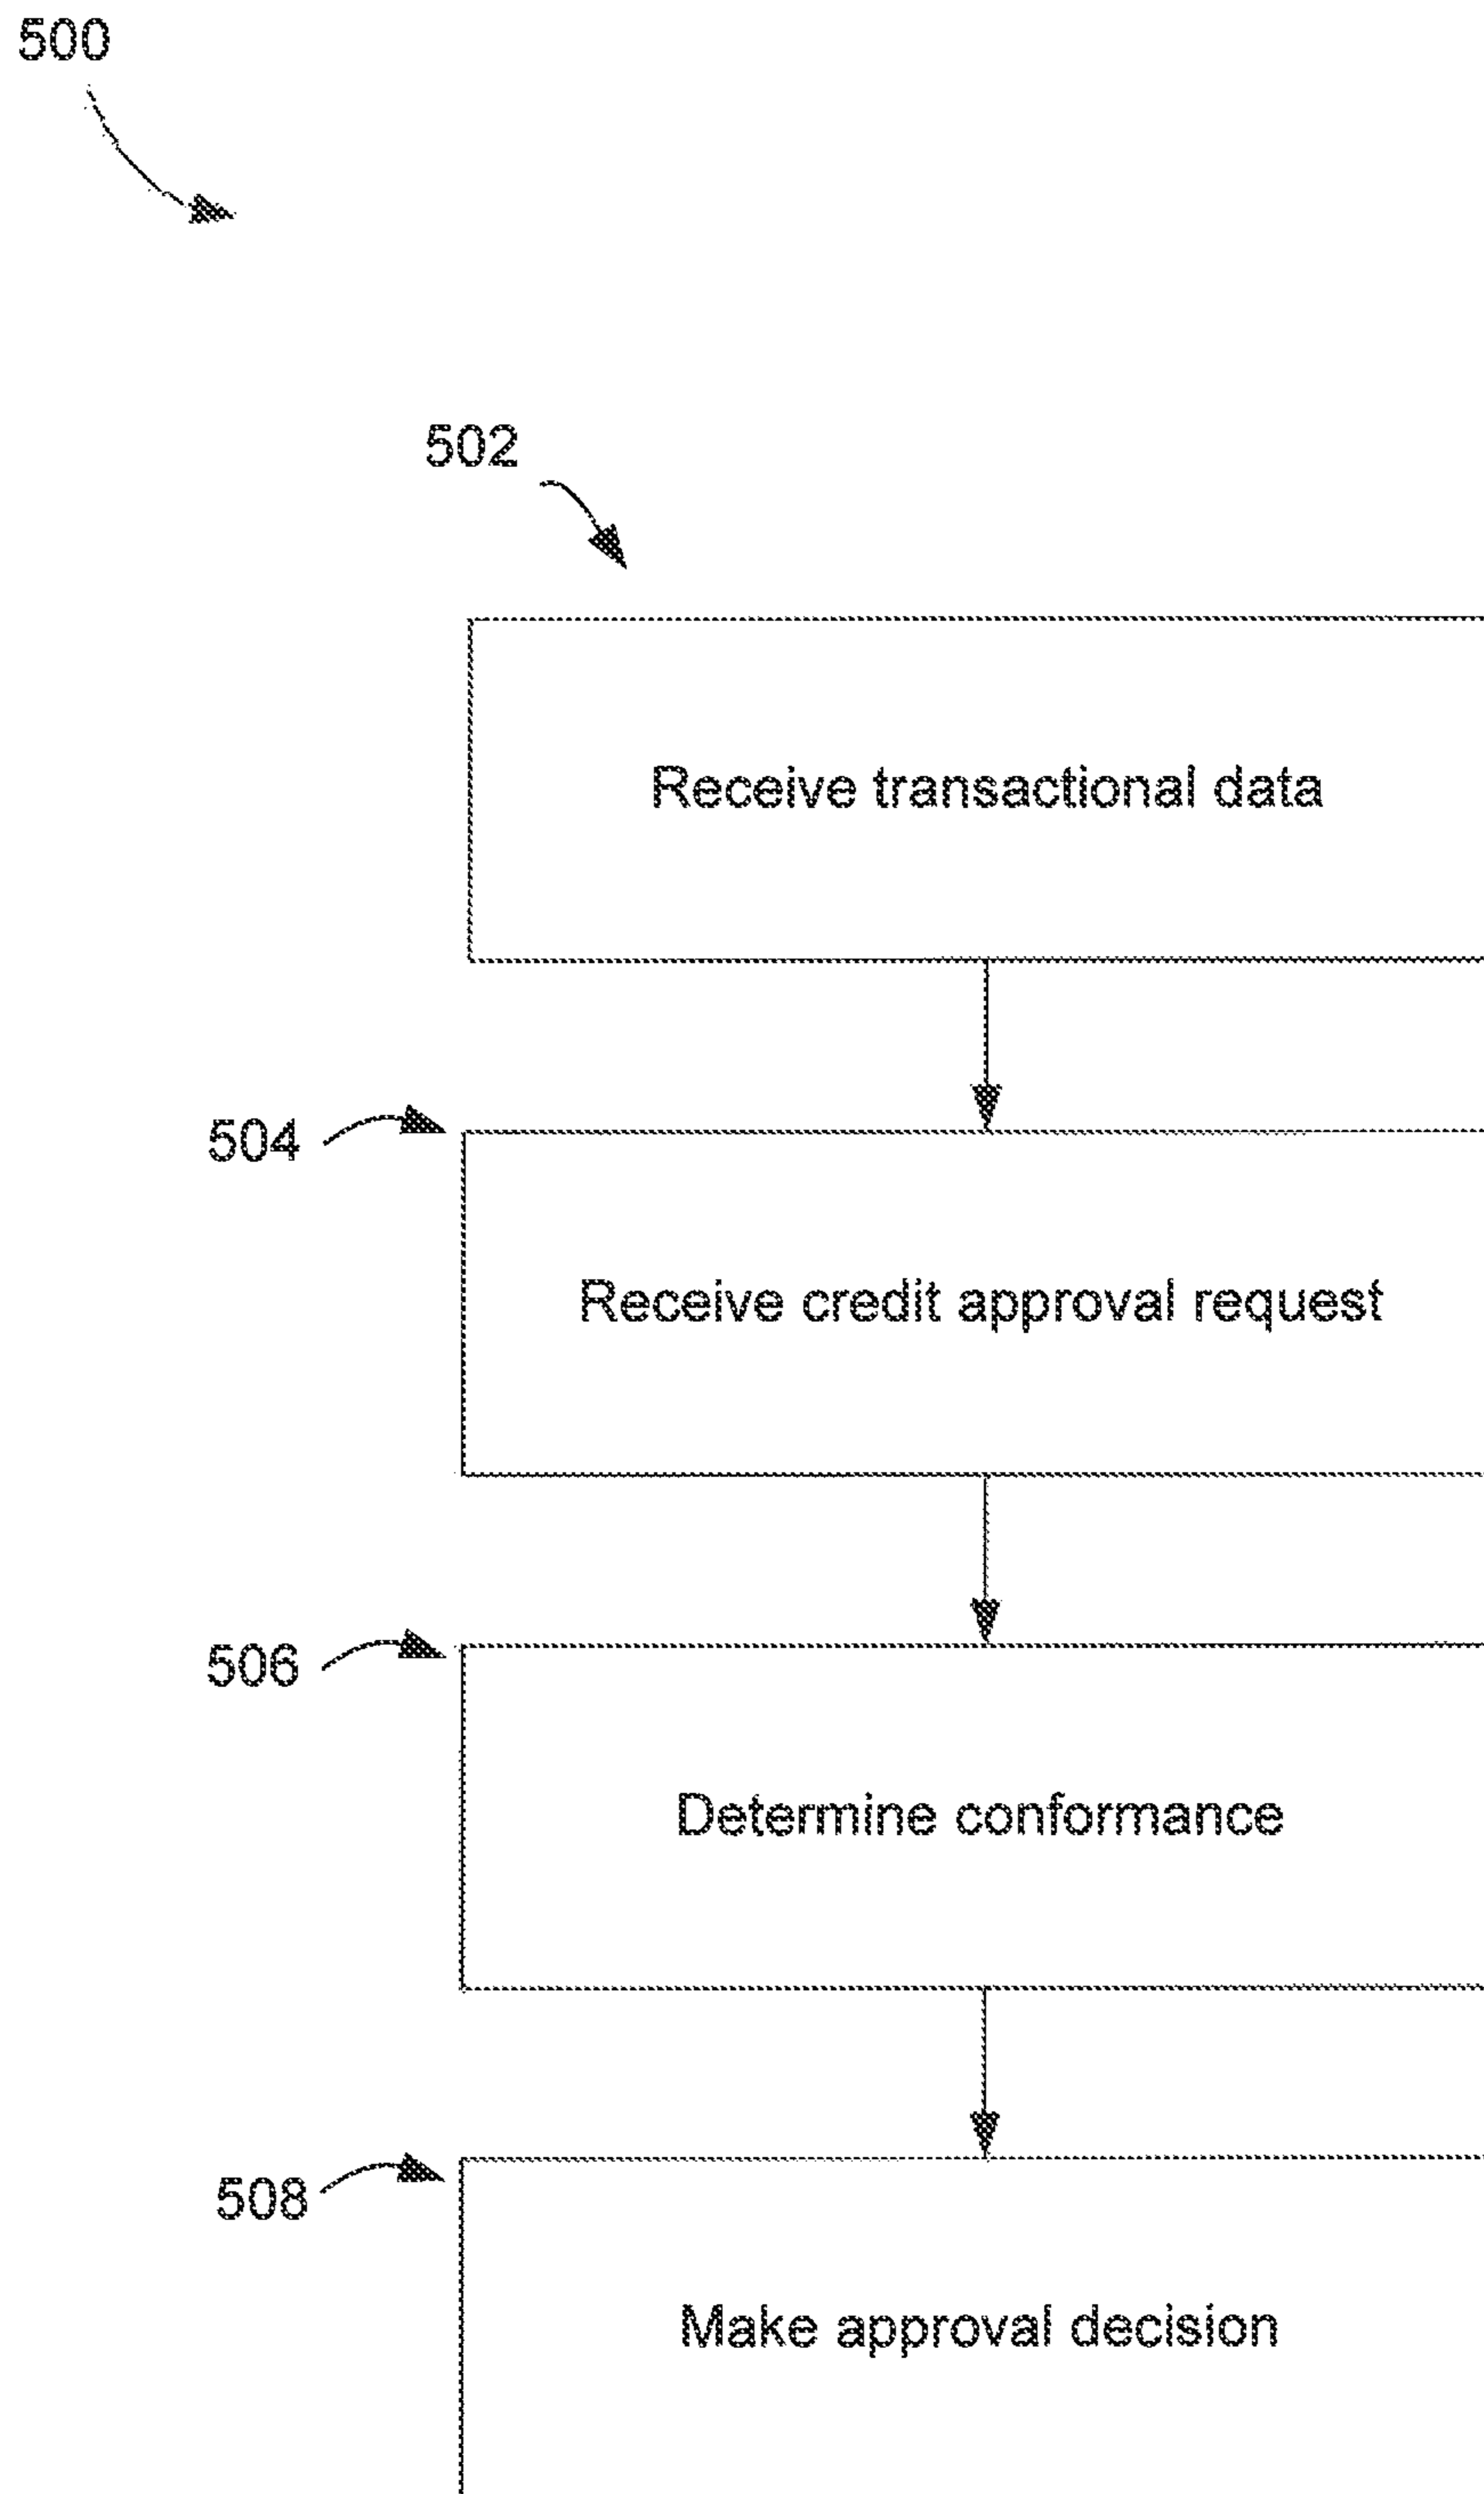 500
502
Receive transactional data
504
Receive credit approval request
506
Determine conformance
508
Make approval decision